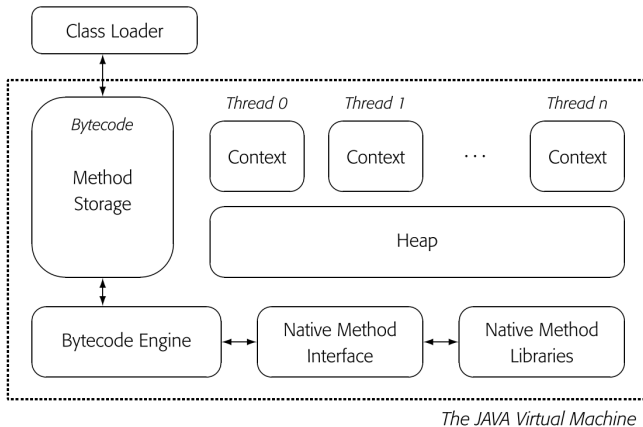 Class Loader
Bytecode
Method
Storage
Thread 0
Thread 1
Thread n
Context
Context
...
Context
Heap
Bytecode Engine
Native Method
Interface
Native Method
Libraries
The JAVA Virtual Machine